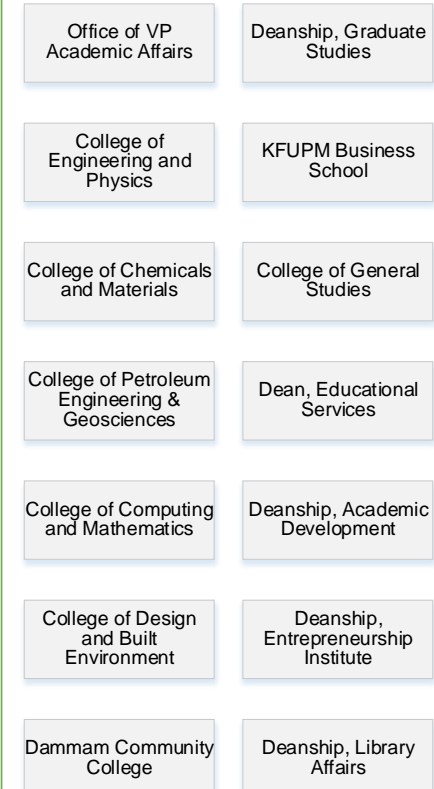 Office of VP
Academic Affairs
Deanship, Graduate
Studies
College of
Engineering and
Physics
KFUPM Business
School
College of Chemicals
and Materials
College of General
Studies
College of Petroleum
Engineering &
Geosciences
Dean, Educational
Services
College of Computing
and Mathematics
Deanship, Academic
Development
College of Design
and Built
Environment
Deanship,
Entrepreneurship
Institute
Dammam Community
College
Deanship, Library
Affairs